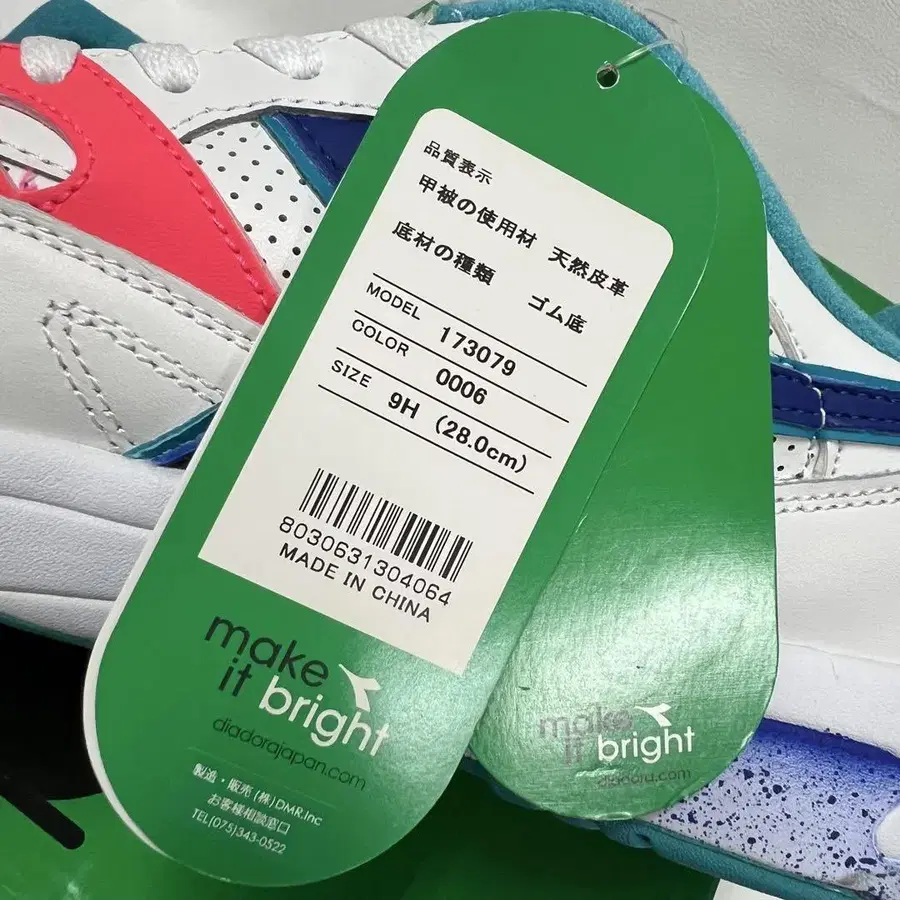 品質表示
甲被の使用材 天然皮革
底材の種類 ゴム底
MODEL 173079
COLOR 0006
SIZE 9H (28.0cm)
8030631304064
MADE IN CHINA
make
it bright
diadorajapan.com
製造・販売 (株)DMR.Inc
お客様相談窓口
TEL(075)343-0522
make
it bright
diadora.com